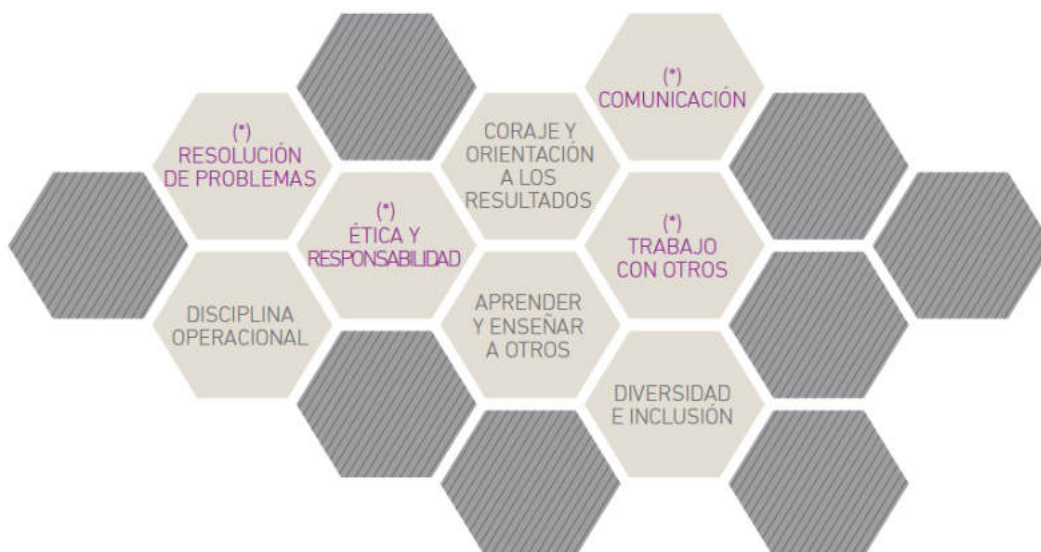 (*)
COMUNICACIÓN
(*)
RESOLUCIÓN
DE PROBLEMAS
CORAJE Y
ORIENTACIÓN
A LOS
RESULTADOS
(*)
ÉTICA Y
RESPONSABILIDAD
(*)
TRABAJO
CON OTROS
DISCIPLINA
OPERACIONAL
APRENDER
Y ENSEÑAR
A OTROS
DIVERSIDAD
E INCLUSIÓN